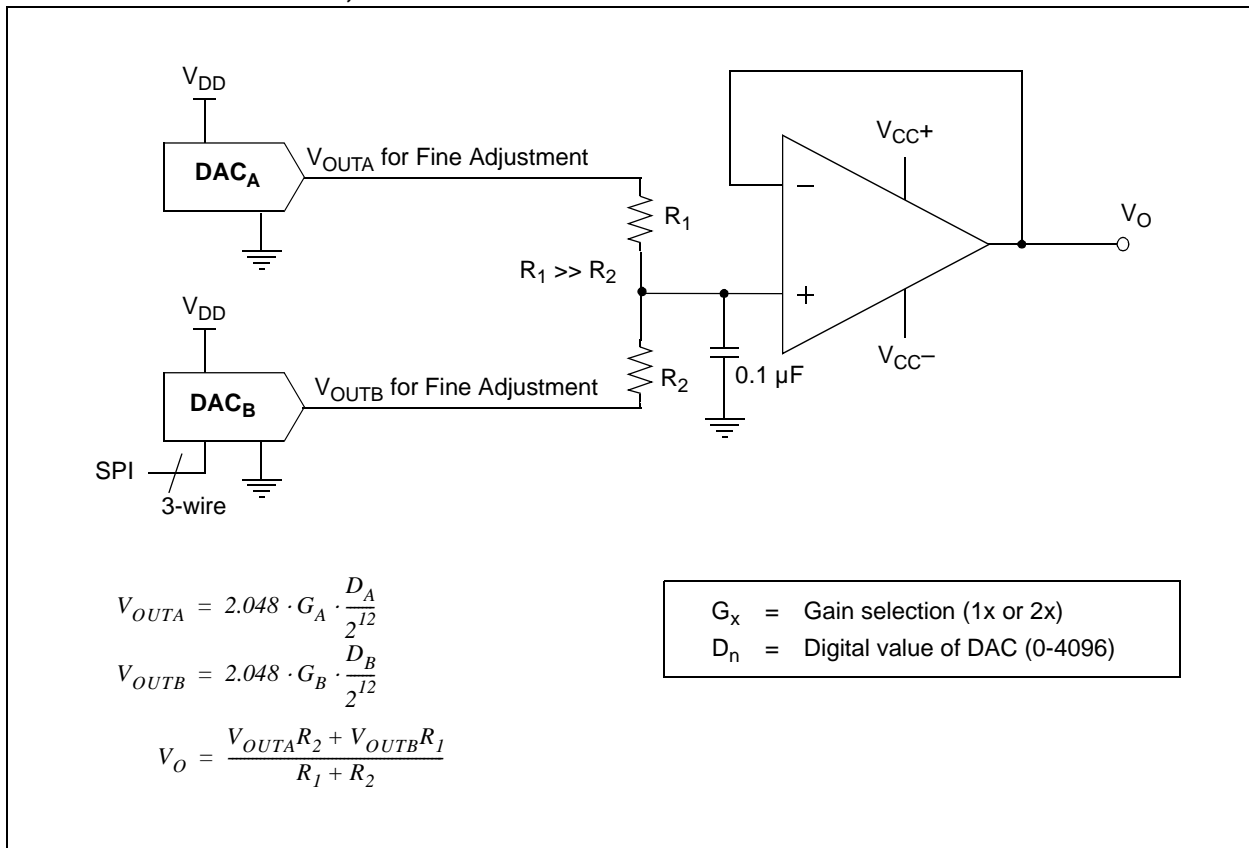 )
V_DD
DAC_A
V_OUTA for Fine Adjustment
R_1
R_1 >> R_2
V_DD
DAC_B
V_OUTB for Fine Adjustment
R_2
SPI
3-wire
0.1 µF
−
+
V_CC+
V_CC−
V_O
V_OUTA = 2.048 · G_A · D_A / 2^12
V_OUTB = 2.048 · G_B · D_B / 2^12
V_O = (V_OUTA R_2 + V_OUTB R_1) / (R_1 + R_2)
G_x = Gain selection (1x or 2x)
D_n = Digital value of DAC (0-4096)